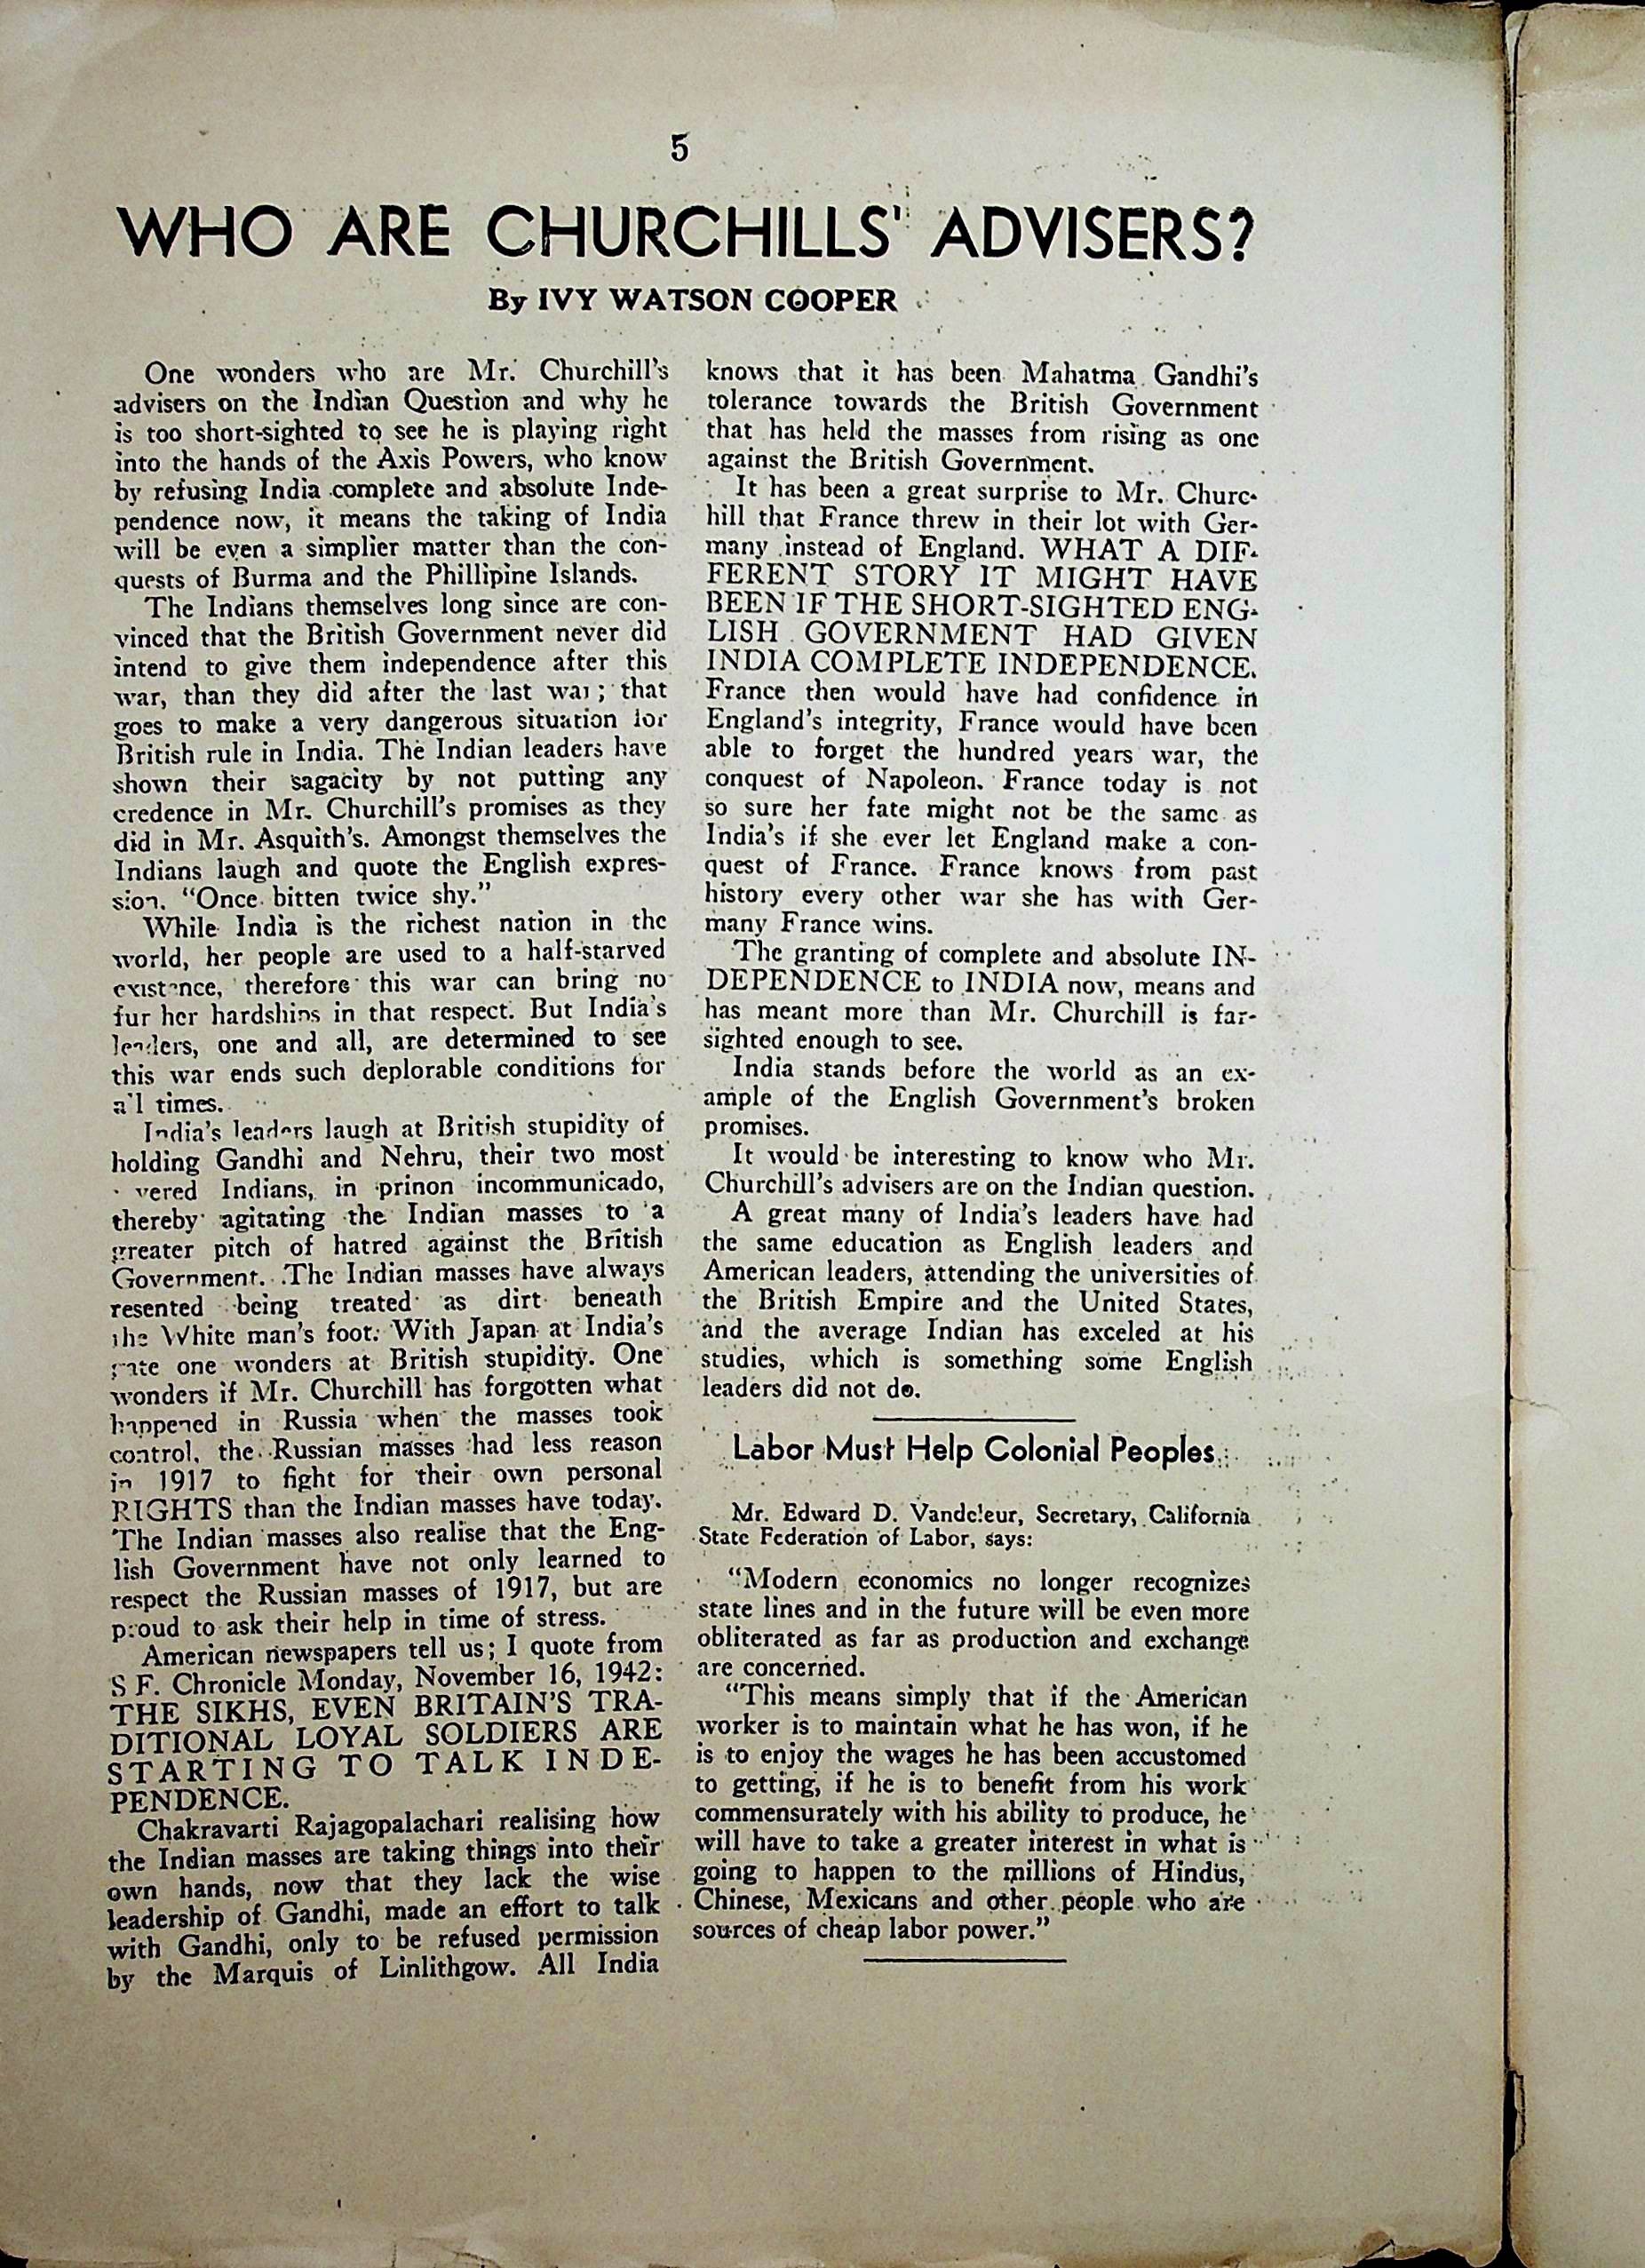 5
WHO ARE CHURCHILLS' ADVISERS?
By IVY WATSON COOPER
One wonders who are Mr. Churchill's
advisers on the Indian Question and why he
is too short-sighted to see he is playing right
into the hands of the Axis Powers, who know
by refusing India complete and absolute Inde-
pendence now, it means the taking of India
will be even a simplier matter than the con-
quests of Burma and the Phillipine Islands.
The Indians themselves long since are con-
vinced that the British Government never did
intend to give them independence after this
war, than they did after the last war; that
goes to make a very dangerous situation for
British rule in India. The Indian leaders have
shown their sagacity by not putting any
credence in Mr. Churchill's promises as they
did in Mr. Asquith's. Amongst themselves the
Indians laugh and quote the English expres-
sion. "Once bitten twice shy."
While India is the richest nation in the
world, her people are used to a half-starved
existence, therefore this war can bring no
fur her hardships in that respect. But India's
leaders, one and all, are determined to see
this war ends such deplorable conditions for
all times.
India's leaders laugh at British stupidity of
holding Gandhi and Nehru, their two most
vered Indians, in prinon incommunicado,
thereby agitating the Indian masses to a
greater pitch of hatred against the British
Government. The Indian masses have always
resented being treated as dirt beneath
the White man's foot. With Japan at India's
gate one wonders at British stupidity. One
wonders if Mr. Churchill has forgotten what
happened in Russia when the masses took
control, the Russian masses had less reason
in 1917 to fight for their own personal
RIGHTS than the Indian masses have today.
The Indian masses also realise that the Eng-
lish Government have not only learned to
respect the Russian masses of 1917, but are
proud to ask their help in time of stress.
American newspapers tell us; I quote from
S F. Chronicle Monday, November 16, 1942:
THE SIKHS, EVEN BRITAIN'S TRA-
DITIONAL LOYAL SOLDIERS ARE
STARTING TO TALK INDE-
PENDENCE.
Chakravarti Rajagopalachari realising how
the Indian masses are taking things into their
own hands, now that they lack the wise
leadership of Gandhi, made an effort to talk
with Gandhi, only to be refused permission
by the Marquis of Linlithgow. All India
knows that it has been Mahatma Gandhi's
tolerance towards the British Government
that has held the masses from rising as one
against the British Government.
It has been a great surprise to Mr. Churc-
hill that France threw in their lot with Ger-
many instead of England. WHAT A DIF-
FERENT STORY IT MIGHT HAVE
BEEN IF THE SHORT-SIGHTED ENG-
LISH GOVERNMENT HAD GIVEN
INDIA COMPLETE INDEPENDENCE.
France then would have had confidence in
England's integrity, France would have been
able to forget the hundred years war, the
conquest of Napoleon. France today is not
so sure her fate might not be the same as
India's if she ever let England make a con-
quest of France. France knows from past
history every other war she has with Ger-
many France wins.
The granting of complete and absolute IN-
DEPENDENCE to INDIA now, means and
has meant more than Mr. Churchill is far-
sighted enough to see.
India stands before the world as an ex-
ample of the English Government's broken
promises.
It would be interesting to know who Mr.
Churchill's advisers are on the Indian question.
A great many of India's leaders have had
the same education as English leaders and
American leaders, attending the universities of
the British Empire and the United States,
and the average Indian has exceled at his
studies, which is something some English
leaders did not do.
Labor Must Help Colonial Peoples
Mr. Edward D. Vandeleur, Secretary, California
State Federation of Labor, says:
"Modern economics no longer recognizes
state lines and in the future will be even more
obliterated as far as production and exchange
are concerned.
"This means simply that if the American
worker is to maintain what he has won, if he
is to enjoy the wages he has been accustomed
to getting, if he is to benefit from his work
commensurately with his ability to produce, he
will have to take a greater interest in what is
going to happen to the millions of Hindus,
Chinese, Mexicans and other people who are
sources of cheap labor power."